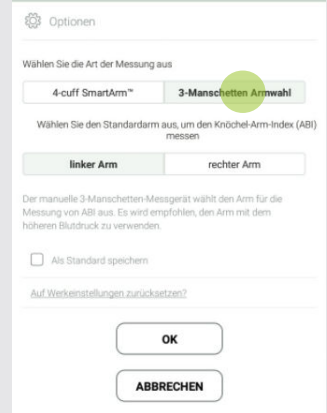 Optionen
Wählen Sie die Art der Messung aus
4-cuff SmartArm™
3-Manschetten Armwahl
Wählen Sie den Standardarm aus, um den Knöchel-Arm-Index (ABI)
messen
linker Arm
rechter Arm
Der manuelle 3-Manschetten-Mess-
gerät wählt den Arm für die
Messung von ABI aus. Es wird empfohlen, den Arm mit dem
höheren Blutdruck zu verwenden.
Als Standard speichern
Auf Werkeinstellungen zurücksetzen?
OK
ABBRECHEN